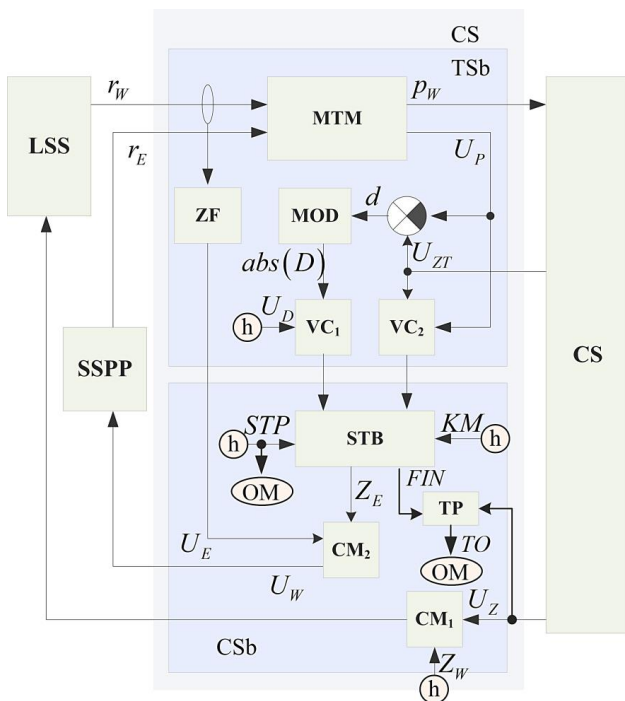 CS
TSb
r_W
p_W
MTM
LSS
r_E
U_P
ZF
MOD
d
U_ZT
abs(D)
h
U_D
VC₁
VC₂
CS
SSPP
STP
KM
h
STB
h
OM
Z_E
FIN
TP
U_E
CM₂
TO
U_W
OM
CM₁
U_Z
CSb
Z_W
h